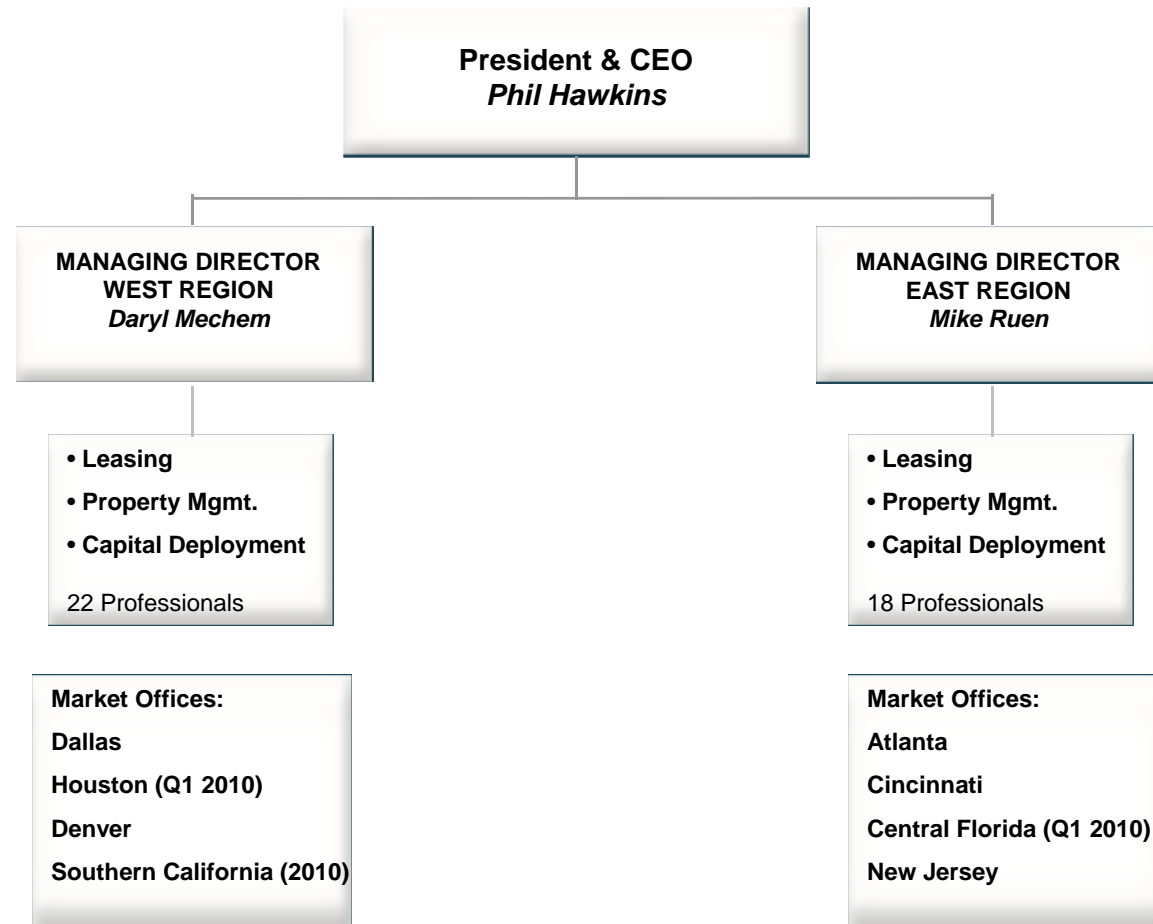 President & CEO
Phil Hawkins
MANAGING DIRECTOR
WEST REGION
Daryl Mechem
MANAGING DIRECTOR
EAST REGION
Mike Ruen
• Leasing
• Property Mgmt.
• Capital Deployment
22 Professionals
• Leasing
• Property Mgmt.
• Capital Deployment
18 Professionals
Market Offices:
Dallas
Houston (Q1 2010)
Denver
Southern California (2010)
Market Offices:
Atlanta
Cincinnati
Central Florida (Q1 2010)
New Jersey